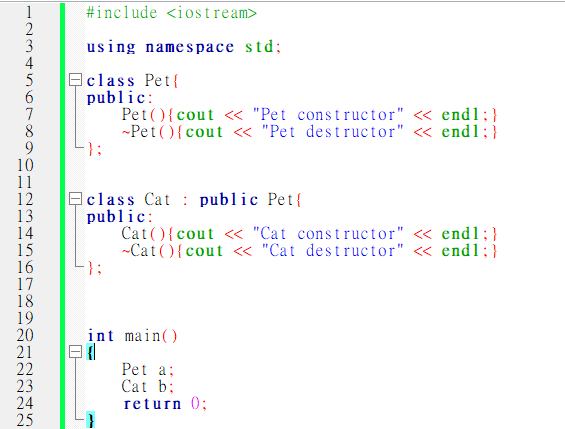 1 #include <iostream>
2
3 using namespace std;
4
5 class Pet{
6 public:
7 Pet(){cout << "Pet constructor" << endl;}
8 ~Pet(){cout << "Pet destructor" << endl;}
9 };
10
11
12 class Cat : public Pet{
13 public:
14 Cat(){cout << "Cat constructor" << endl;}
15 ~Cat(){cout << "Cat destructor" << endl;}
16 };
17
18
19
20 int main()
21 {
22 Pet a;
23 Cat b;
24 return 0;
25 }